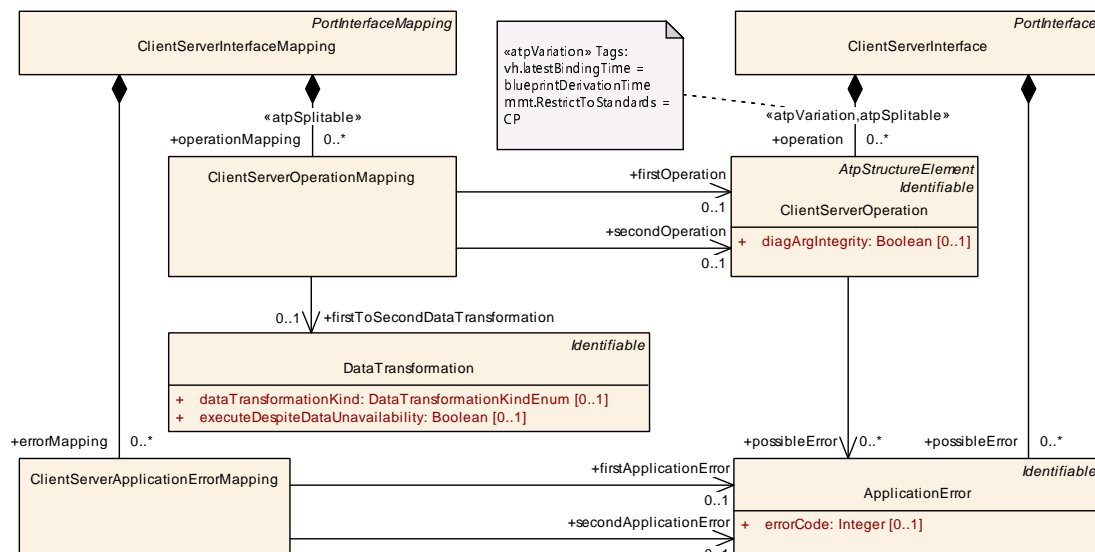 PortInterfaceMapping
ClientServerInterfaceMapping
«atpVariation» Tags:
vh.latestBindingTime =
blueprintDerivationTime
mmt.RestrictToStandards =
CP
PortInterface
ClientServerInterface
«atpSplitable»
+operationMapping 0..*
«atpVariation,atpSplitable»
+operation 0..*
ClientServerOperationMapping
+firstOperation
0..1
+secondOperation
0..1
AtpStructureElement
Identifiable
ClientServerOperation
+ diagArgIntegrity: Boolean [0..1]
0..1 +firstToSecondDataTransformation
Identifiable
DataTransformation
+ dataTransformationKind: DataTransformationKindEnum [0..1]
+ executeDespiteDataUnavailability: Boolean [0..1]
+errorMapping 0..*
+possibleError 0..*
+possibleError 0..*
ClientServerApplicationErrorMapping
+firstApplicationError
0..1
+secondApplicationError
Identifiable
ApplicationError
+ errorCode: Integer [0..1]